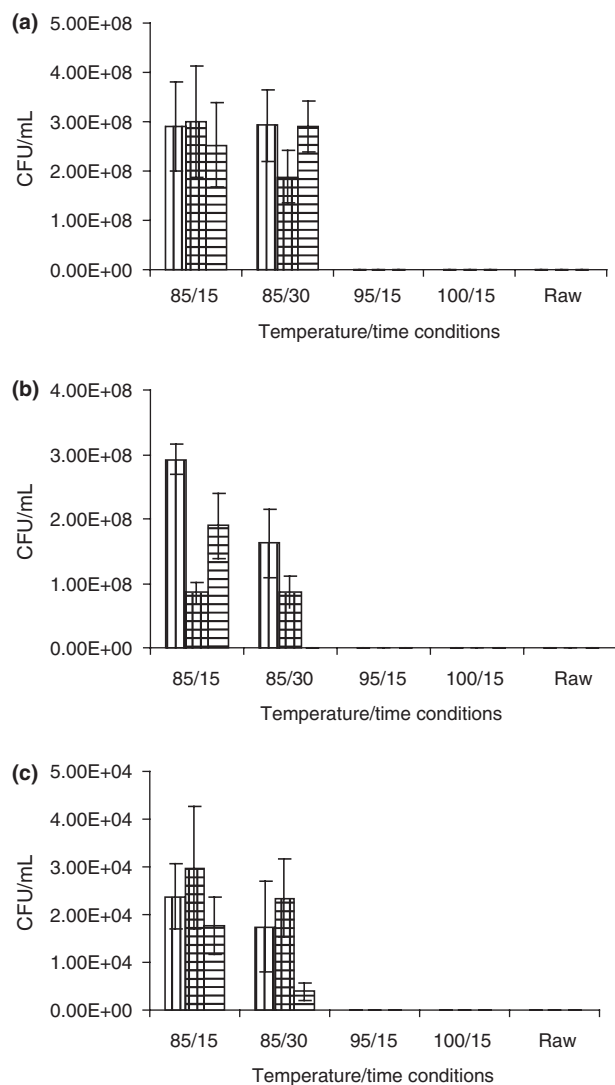 (a)
5.00E+08
4.00E+08
3.00E+08
2.00E+08
1.00E+08
0.00E+00
CFU/mL
85/15 85/30 95/15 100/15 Raw
Temperature/time conditions
(b)
4.00E+08
3.00E+08
2.00E+08
1.00E+08
0.00E+00
CFU/mL
85/15 85/30 95/15 100/15 Raw
Temperature/time conditions
(c)
5.00E+04
4.00E+04
3.00E+04
2.00E+04
1.00E+04
0.00E+00
CFU/mL
85/15 85/30 95/15 100/15 Raw
Temperature/time conditions